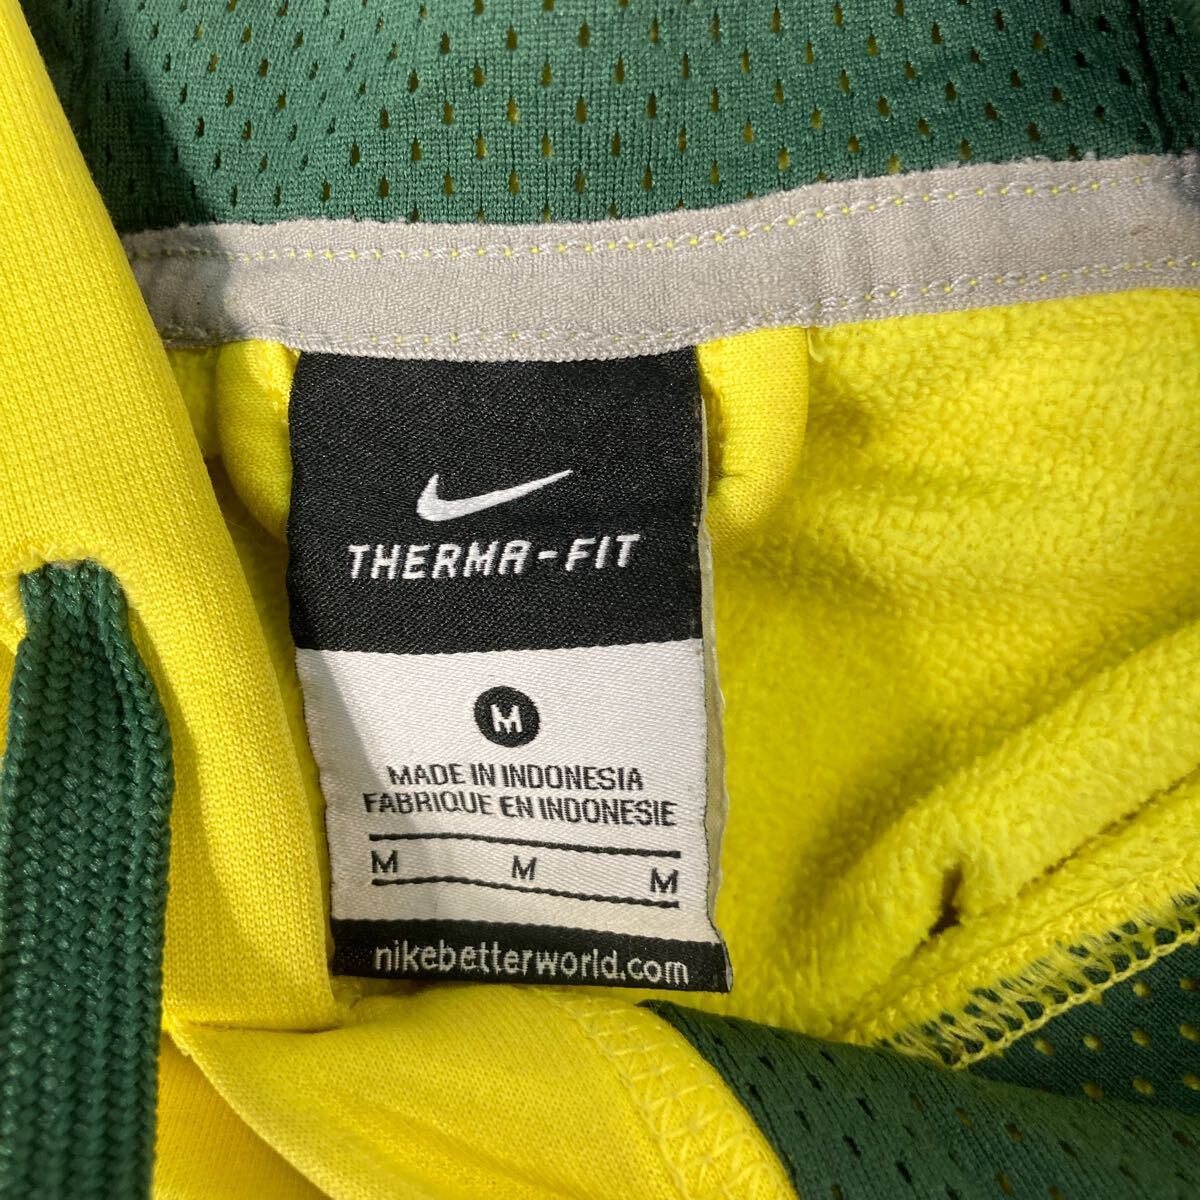 THERMA-FIT
M
MADE IN INDONESIA
FABRIQUE EN INDONESIE
M M M
nikebetterworld.com